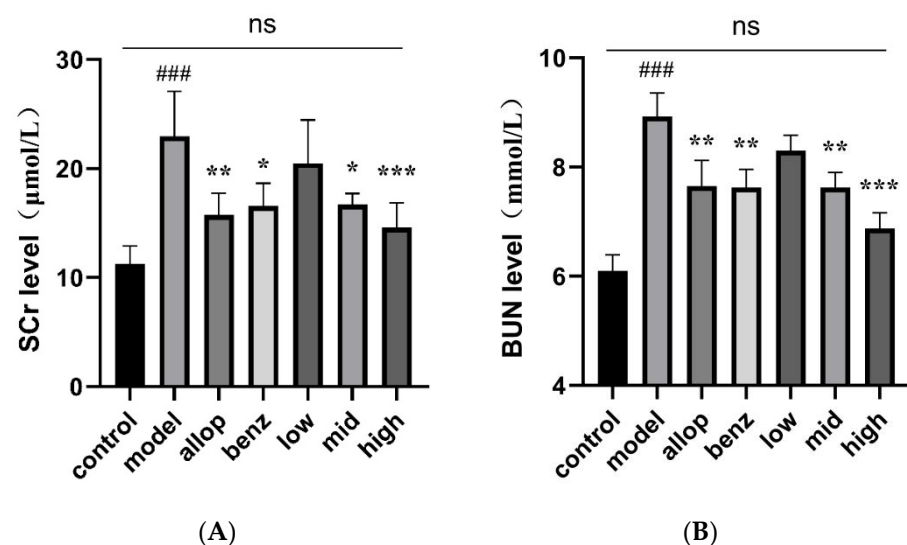 ns
###
**
*
*
***
30
20
10
0
SCr level（μmol/L）
control
model
allop
benz
low
mid
high
(A)
ns
###
**
**
**
***
10
8
6
4
BUN level（mmol/L）
control
model
allop
benz
low
mid
high
(B)